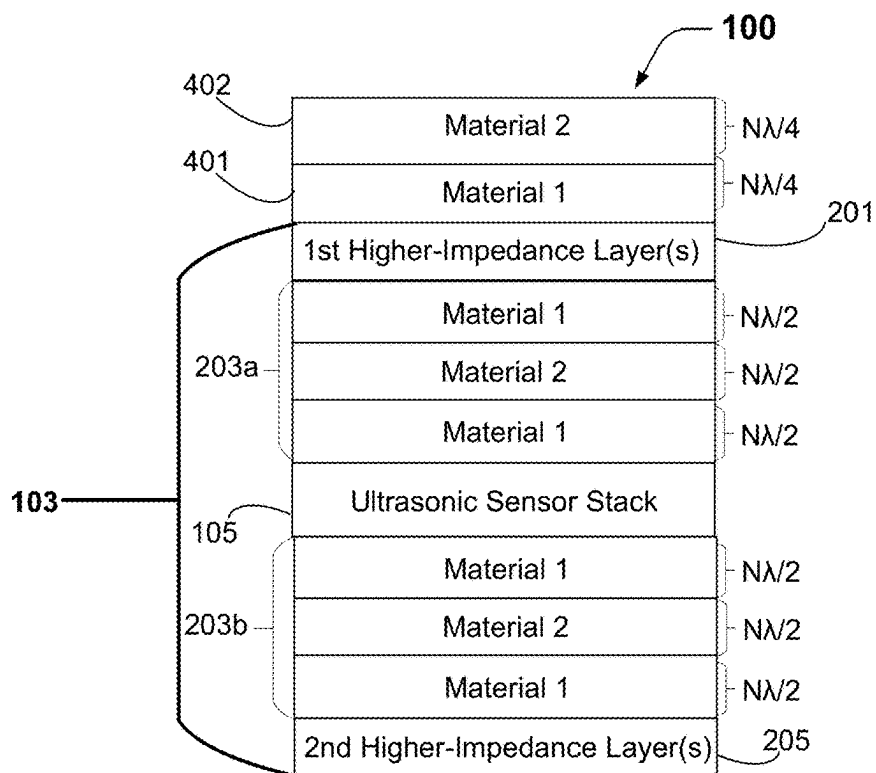 100
402
Material 2
Nλ/4
401
Material 1
Nλ/4
201
1st Higher-Impedance Layer(s)
Material 1
Nλ/2
203a
Material 2
Nλ/2
Material 1
Nλ/2
103
Ultrasonic Sensor Stack
105
Material 1
Nλ/2
203b
Material 2
Nλ/2
Material 1
Nλ/2
2nd Higher-Impedance Layer(s)
205